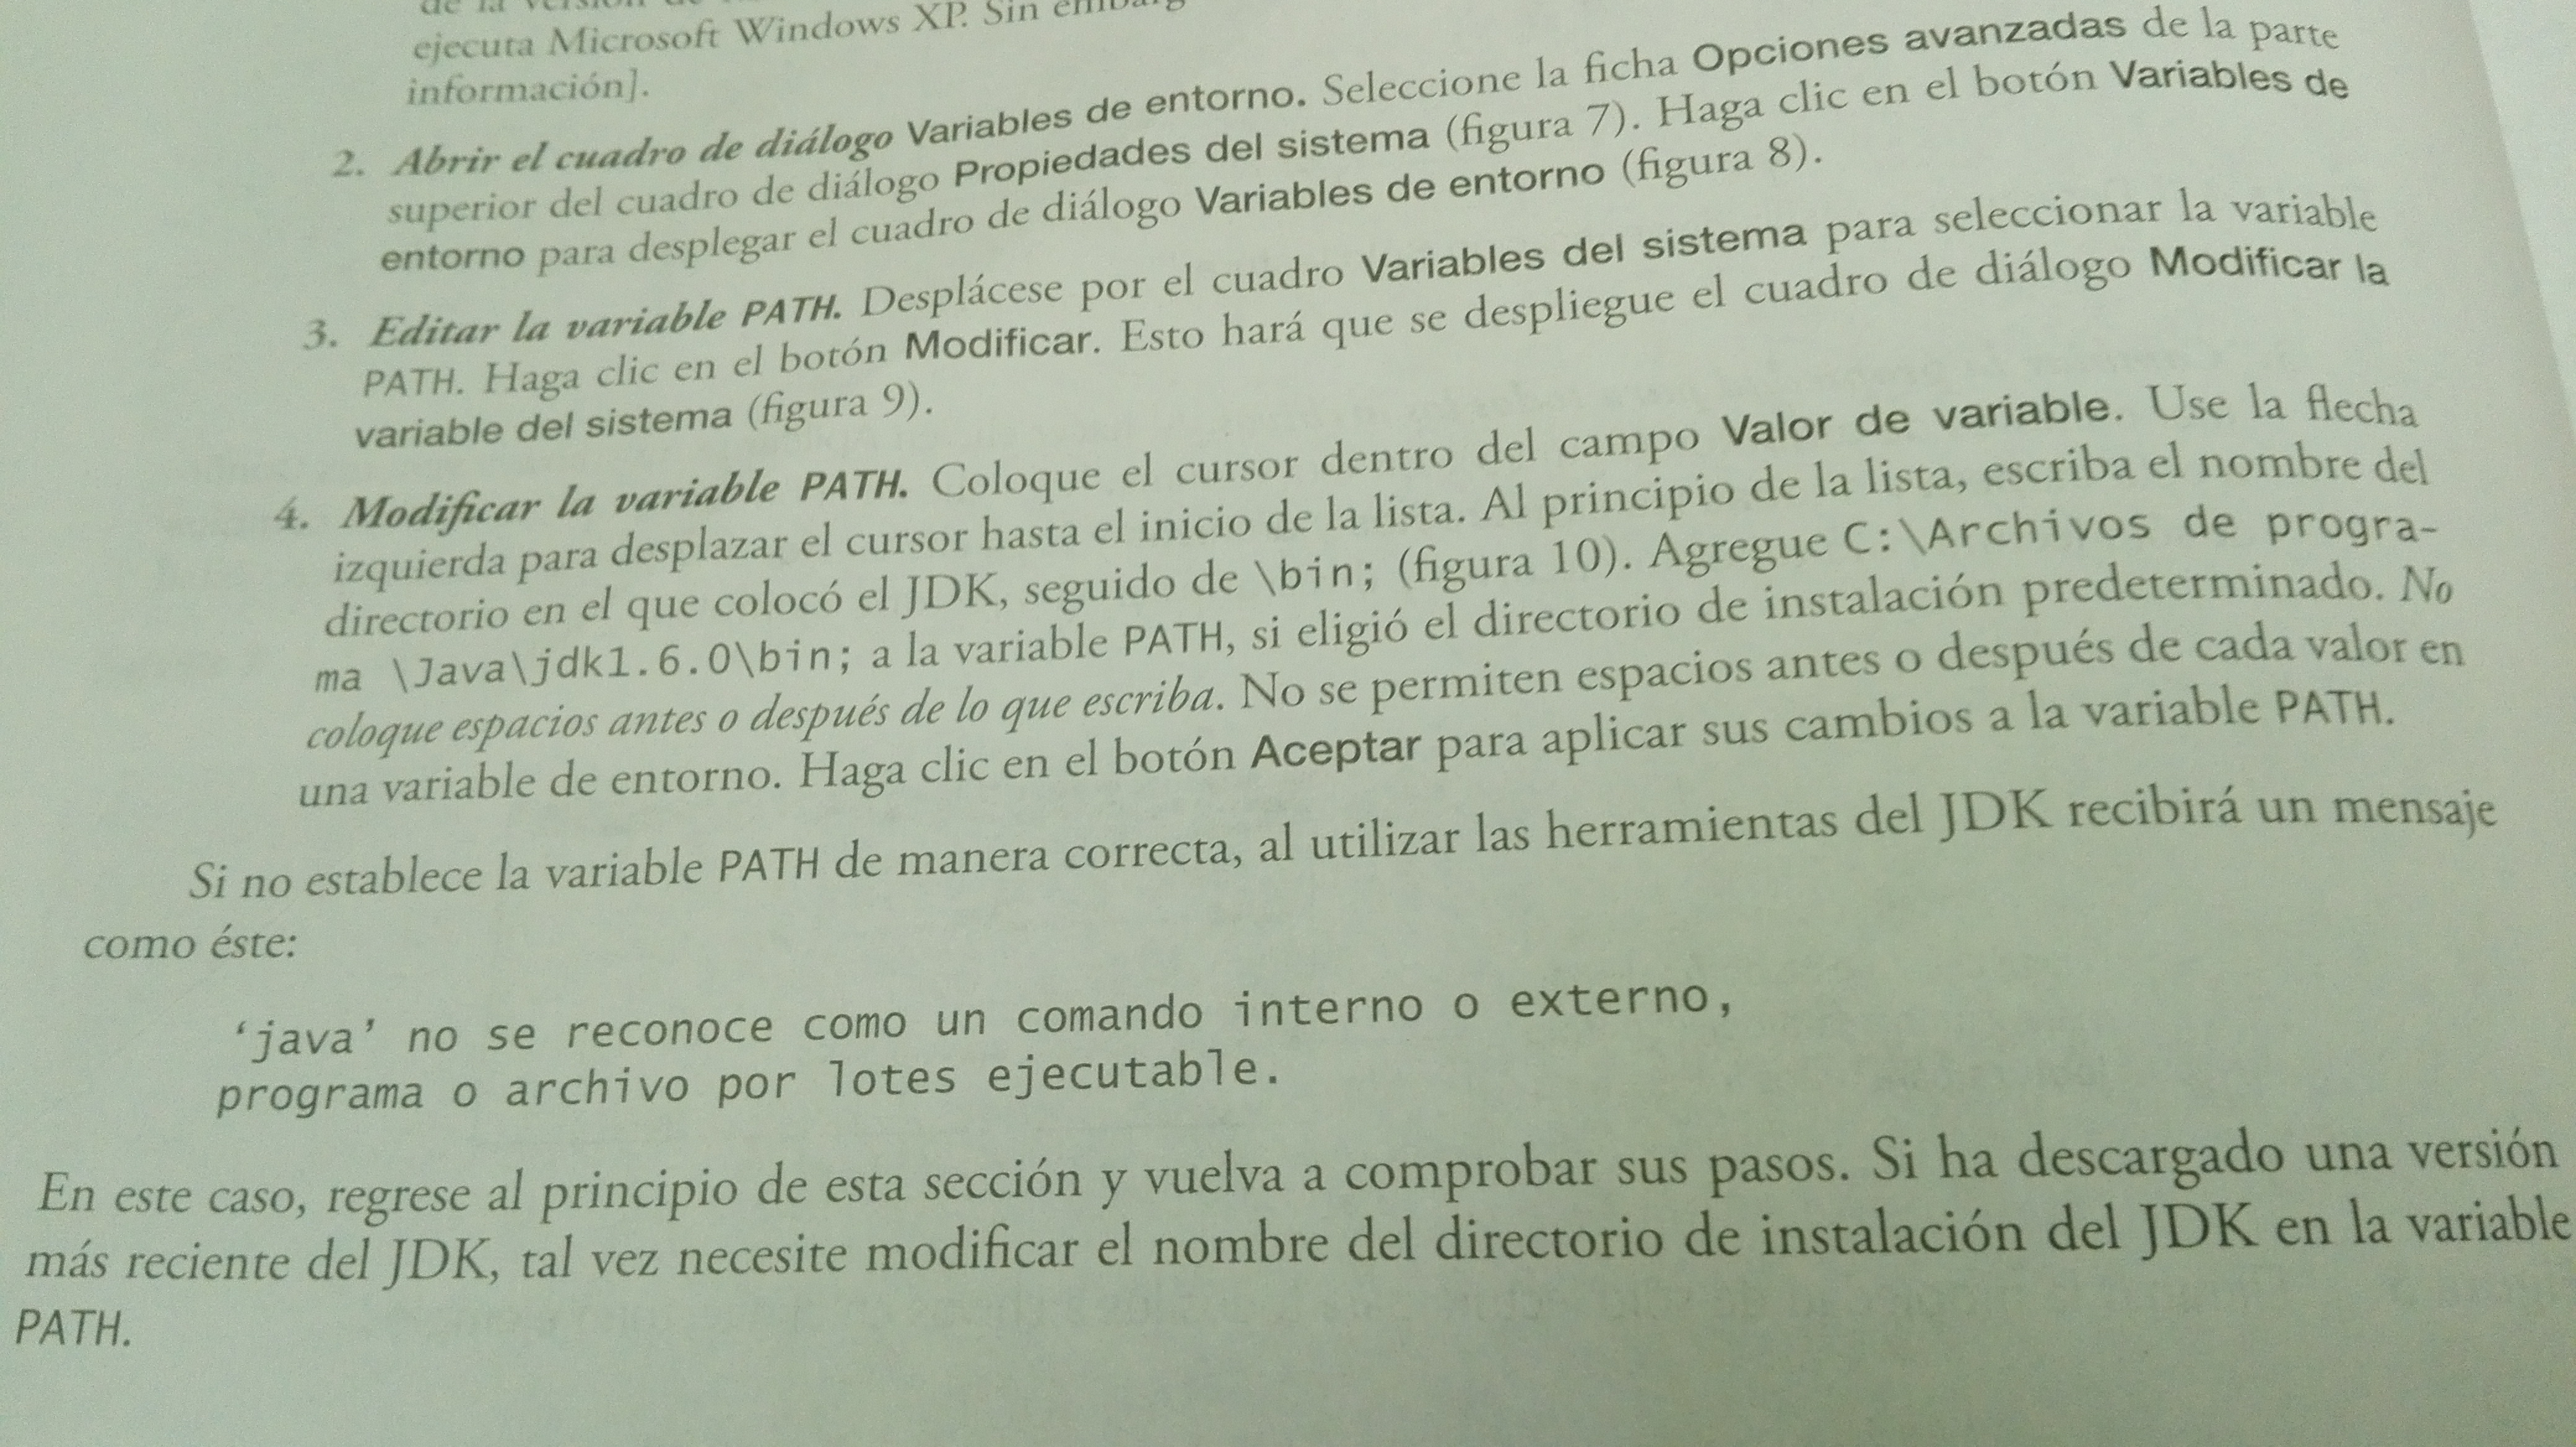 de la versión de
ejecuta Microsoft Windows XP. Sin embarg
información].
2. Abrir el cuadro de diálogo Variables de entorno. Seleccione la ficha Opciones avanzadas de la parte
superior del cuadro de diálogo Propiedades del sistema (figura 7). Haga clic en el botón Variables de
entorno para desplegar el cuadro de diálogo Variables de entorno (figura 8).
3. Editar la variable PATH. Desplácese por el cuadro Variables del sistema para seleccionar la variable
PATH. Haga clic en el botón Modificar. Esto hará que se despliegue el cuadro de diálogo Modificar la
variable del sistema (figura 9).
4. Modificar la variable PATH. Coloque el cursor dentro del campo Valor de variable. Use la flecha
izquierda para desplazar el cursor hasta el inicio de la lista. Al principio de la lista, escriba el nombre del
directorio en el que colocó el JDK, seguido de \bin; (figura 10). Agregue C:\Archivos de progra-
ma \Java\jdk1.6.0\bin; a la variable PATH, si eligió el directorio de instalación predeterminado. No
coloque espacios antes o después de lo que escriba. No se permiten espacios antes o después de cada valor en
una variable de entorno. Haga clic en el botón Aceptar para aplicar sus cambios a la variable PATH.
Si no establece la variable PATH de manera correcta, al utilizar las herramientas del JDK recibirá un mensaje
como éste:
‘java’ no se reconoce como un comando interno o externo,
programa o archivo por lotes ejecutable.
En este caso, regrese al principio de esta sección y vuelva a comprobar sus pasos. Si ha descargado una versión
más reciente del JDK, tal vez necesite modificar el nombre del directorio de instalación del JDK en la variable
PATH.